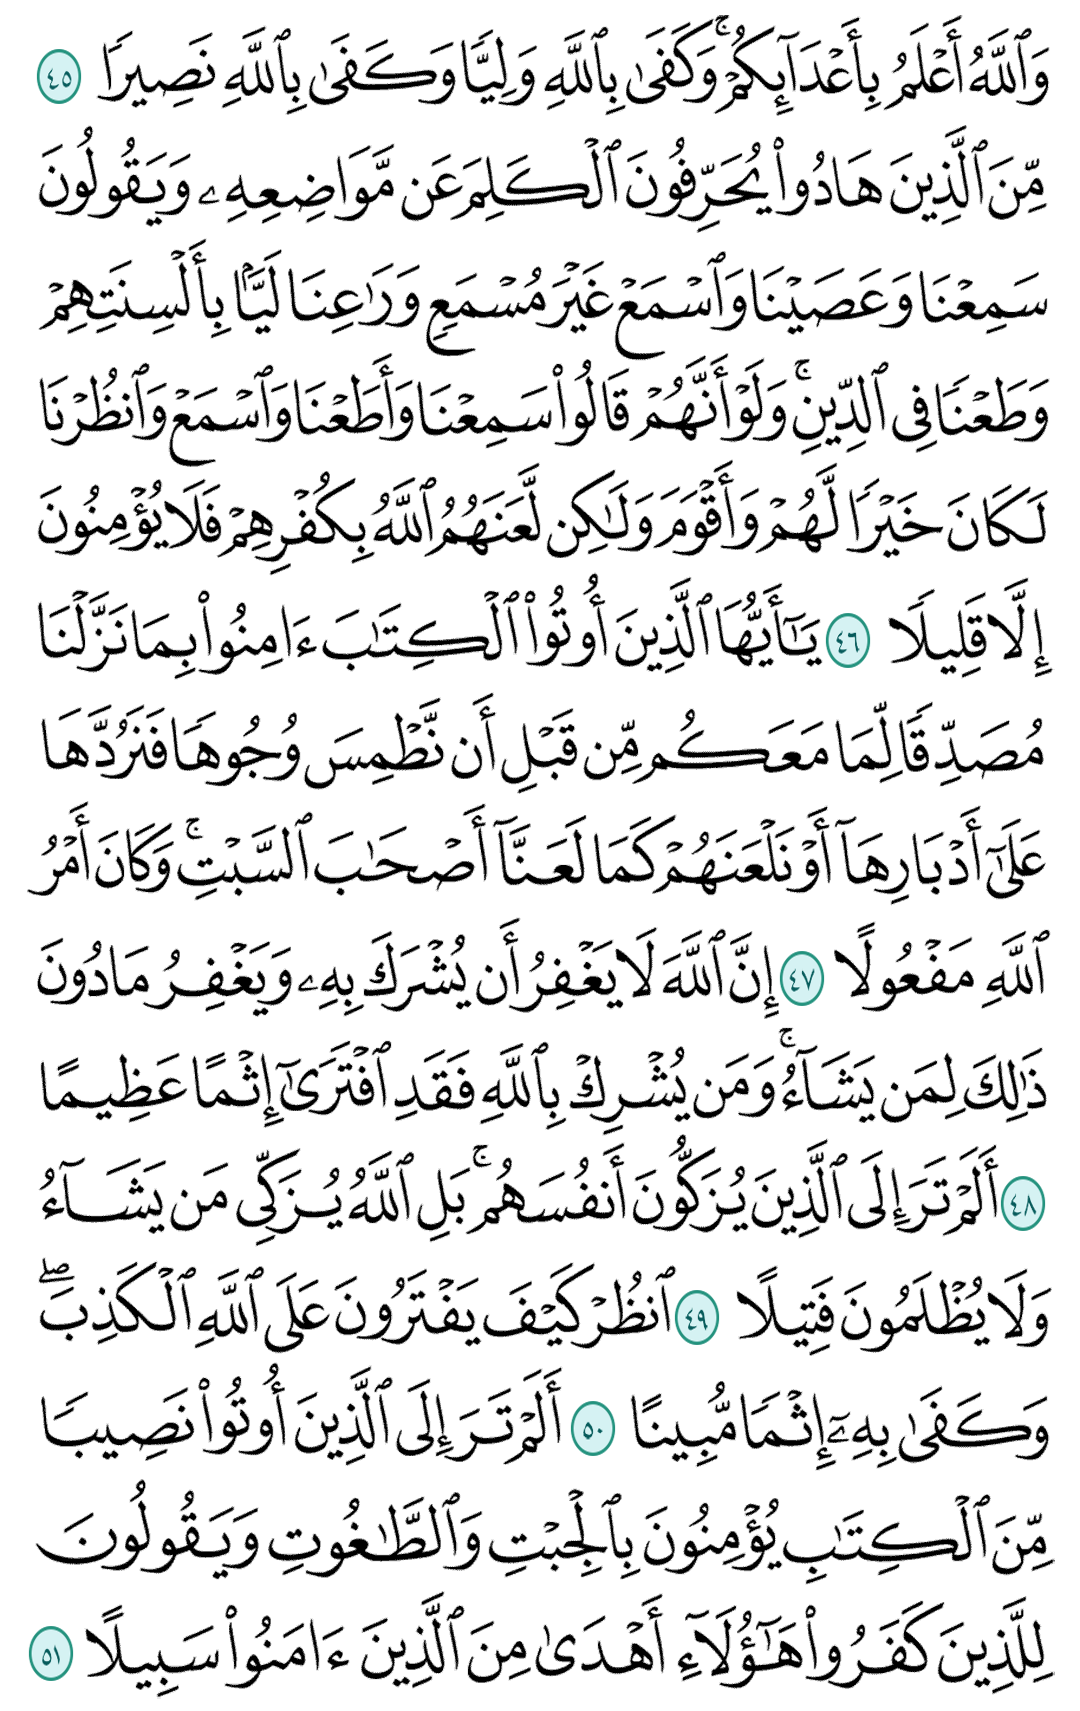 وَٱللَّهُ أَعۡلَمُ بِأَعۡدَآئِكُمۡۚ وَكَفَىٰ بِٱللَّهِ وَلِيّٗا وَكَفَىٰ بِٱللَّهِ نَصِيرٗا ٤٥
مِّنَ ٱلَّذِينَ هَادُواْ يُحَرِّفُونَ ٱلۡكَلِمَ عَن مَّوَاضِعِهِۦ وَيَقُولُونَ
سَمِعۡنَا وَعَصَيۡنَا وَٱسۡمَعۡ غَيۡرَ مُسۡمَعٖ وَرَٰعِنَا لَيَّۢا بِأَلۡسِنَتِهِمۡ
وَطَعۡنٗا فِي ٱلدِّينِۚ وَلَوۡ أَنَّهُمۡ قَالُواْ سَمِعۡنَا وَأَطَعۡنَا وَٱسۡمَعۡ وَٱنظُرۡنَا
لَكَانَ خَيۡرٗا لَّهُمۡ وَأَقۡوَمَ وَلَٰكِن لَّعَنَهُمُ ٱللَّهُ بِكُفۡرِهِمۡ فَلَا يُؤۡمِنُونَ
إِلَّا قَلِيلٗا ٤٦ يَٰٓأَيُّهَا ٱلَّذِينَ أُوتُواْ ٱلۡكِتَٰبَ ءَامِنُواْ بِمَا نَزَّلۡنَا
مُصَدِّقٗا لِّمَا مَعَكُم مِّن قَبۡلِ أَن نَّطۡمِسَ وُجُوهٗا فَنَرُدَّهَا
عَلَىٰٓ أَدۡبَارِهَآ أَوۡ نَلۡعَنَهُمۡ كَمَا لَعَنَّآ أَصۡحَٰبَ ٱلسَّبۡتِۚ وَكَانَ أَمۡرُ
ٱللَّهِ مَفۡعُولًا ٤٧ إِنَّ ٱللَّهَ لَا يَغۡفِرُ أَن يُشۡرَكَ بِهِۦ وَيَغۡفِرُ مَا دُونَ
ذَٰلِكَ لِمَن يَشَآءُۚ وَمَن يُشۡرِكۡ بِٱللَّهِ فَقَدِ ٱفۡتَرَىٰٓ إِثۡمًا عَظِيمًا
٤٨ أَلَمۡ تَرَ إِلَى ٱلَّذِينَ يُزَكُّونَ أَنفُسَهُمۚ بَلِ ٱللَّهُ يُزَكِّي مَن يَشَآءُ
وَلَا يُظۡلَمُونَ فَتِيلًا ٤٩ ٱنظُرۡ كَيۡفَ يَفۡتَرُونَ عَلَى ٱللَّهِ ٱلۡكَذِبَۖ
وَكَفَىٰ بِهِۦٓ إِثۡمٗا مُّبِينًا ٥٠ أَلَمۡ تَرَ إِلَى ٱلَّذِينَ أُوتُواْ نَصِيبٗا
مِّنَ ٱلۡكِتَٰبِ يُؤۡمِنُونَ بِٱلۡجِبۡتِ وَٱلطَّٰغُوتِ وَيَقُولُونَ
لِلَّذِينَ كَفَرُواْ هَٰٓؤُلَآءِ أَهۡدَىٰ مِنَ ٱلَّذِينَ ءَامَنُواْ سَبِيلًا ٥١